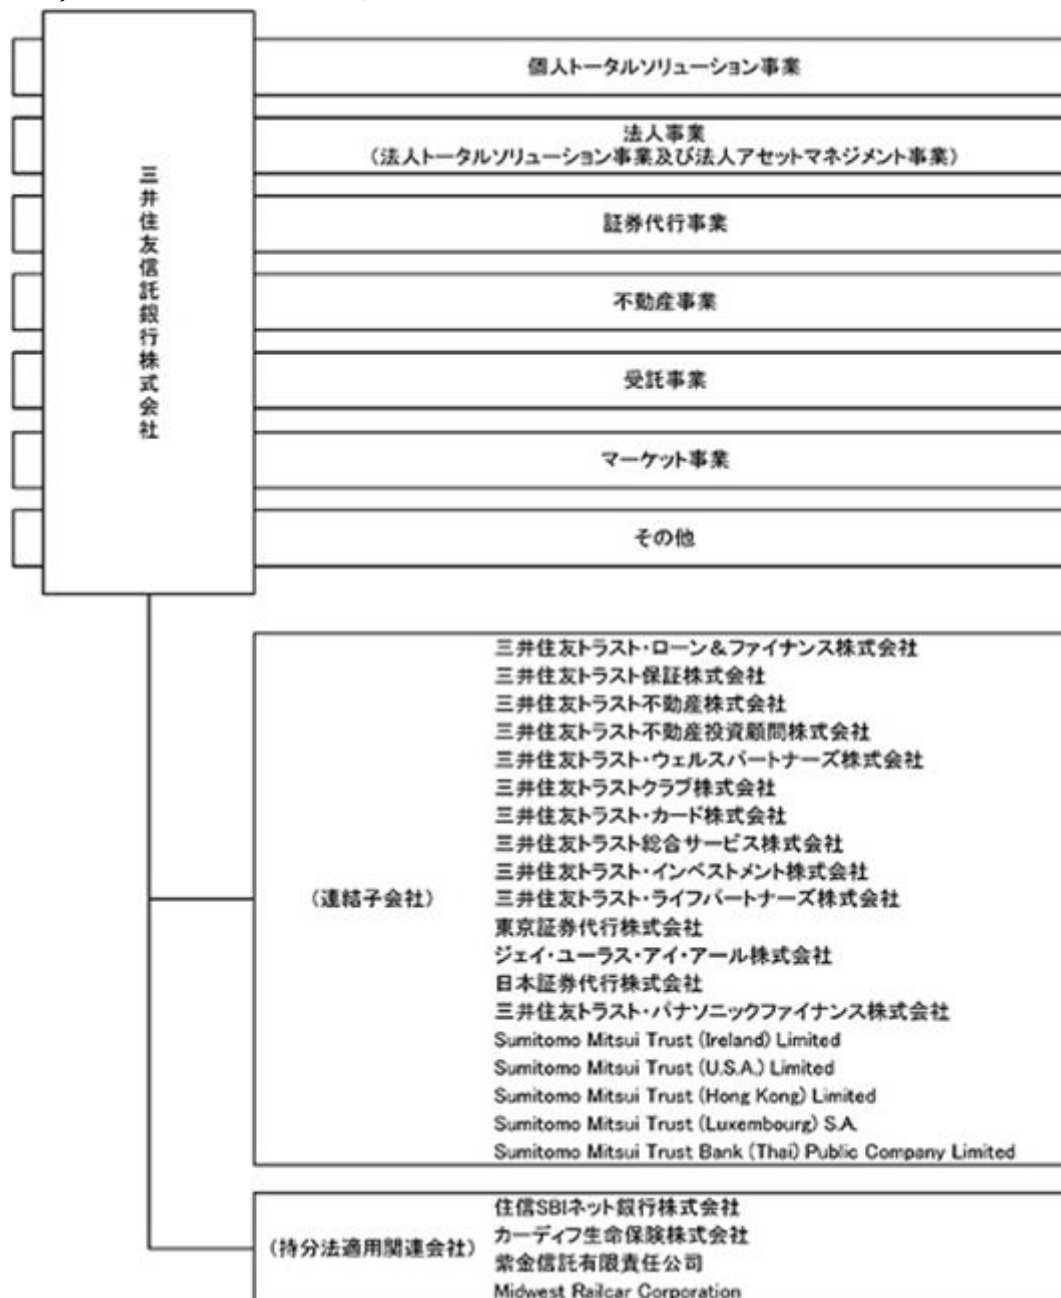 三井住友信託銀行株式会社
個人トータルソリューション事業
法人事業
(法人トータルソリューション事業及び法人アセットマネジメント事業)
証券代行事業
不動産事業
受託事業
マーケット事業
その他
(連結子会社)
三井住友トラスト・ローン&ファイナンス株式会社
三井住友トラスト保証株式会社
三井住友トラスト不動産株式会社
三井住友トラスト不動産投資顧問株式会社
三井住友トラスト・ウェルスパートナーズ株式会社
三井住友トラストクラブ株式会社
三井住友トラスト・カード株式会社
三井住友トラスト総合サービス株式会社
三井住友トラスト・インベストメント株式会社
三井住友トラスト・ライフパートナーズ株式会社
東京証券代行株式会社
ジェイ・ユーラス・アイ・アール株式会社
日本証券代行株式会社
三井住友トラスト・パナソニックファイナンス株式会社
Sumitomo Mitsui Trust (Ireland) Limited
Sumitomo Mitsui Trust (U.S.A.) Limited
Sumitomo Mitsui Trust (Hong Kong) Limited
Sumitomo Mitsui Trust (Luxembourg) S.A.
Sumitomo Mitsui Trust Bank (Thai) Public Company Limited
(持分法適用関連会社)
住信SBIネット銀行株式会社
カーディフ生命保険株式会社
紫金信託有限責任公司
Midwest Railcar Corporation